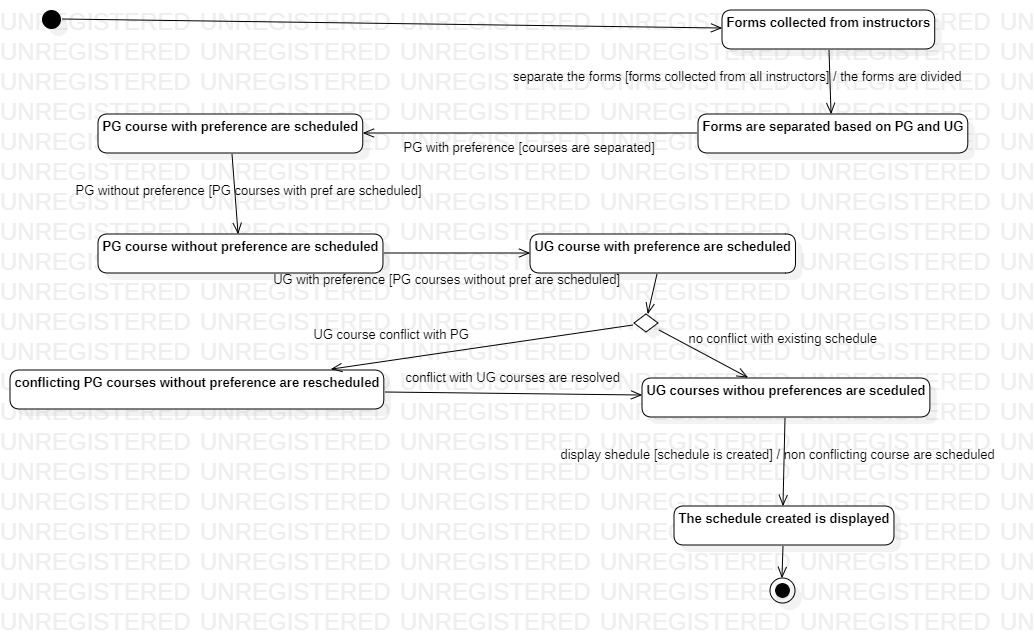 Forms collected from instructors
separate the forms [forms collected from all instructors] / the forms are divided
PG course with preference are scheduled
Forms are separated based on PG and UG
PG with preference [courses are separated]
PG without preference [PG courses with pref are scheduled]
PG course without preference are scheduled
UG course with preference are scheduled
UG with preference [PG courses without pref are scheduled]
UG course conflict with PG
no conflict with existing schedule
conflicting PG courses without preference are rescheduled
conflict with UG courses are resolved
UG courses withou preferences are sceduled
display shedule [schedule is created] / non conflicting course are scheduled
The schedule created is displayed
UNREGISTERED